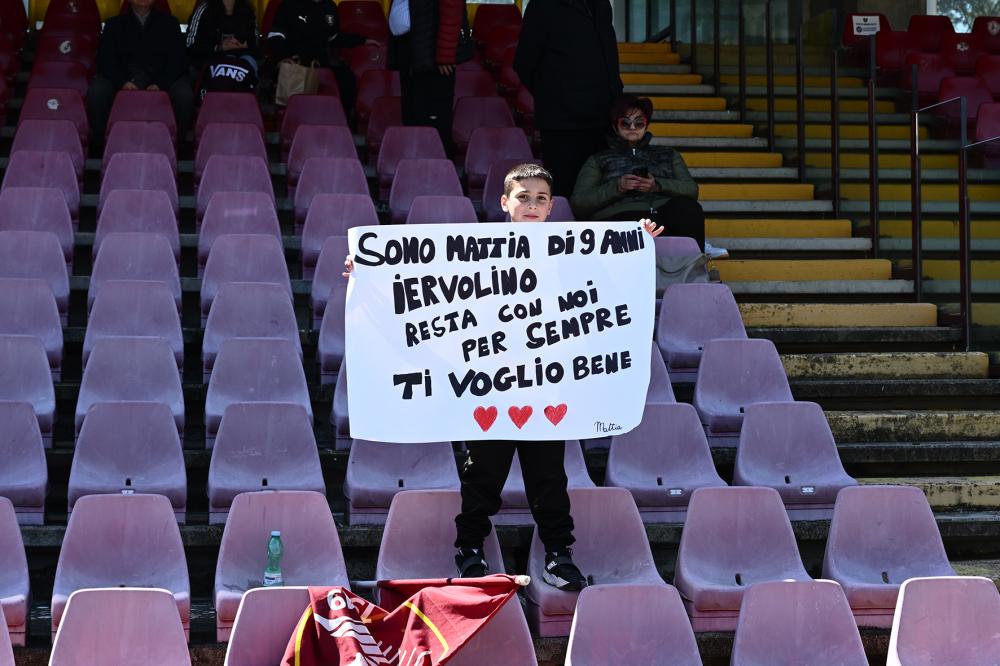 VANS
SONO MATTIA DI 9 ANNI
IERVOLINO
RESTA CON NOI
PER SEMPRE
TI VOGLIO BENE
Mattia